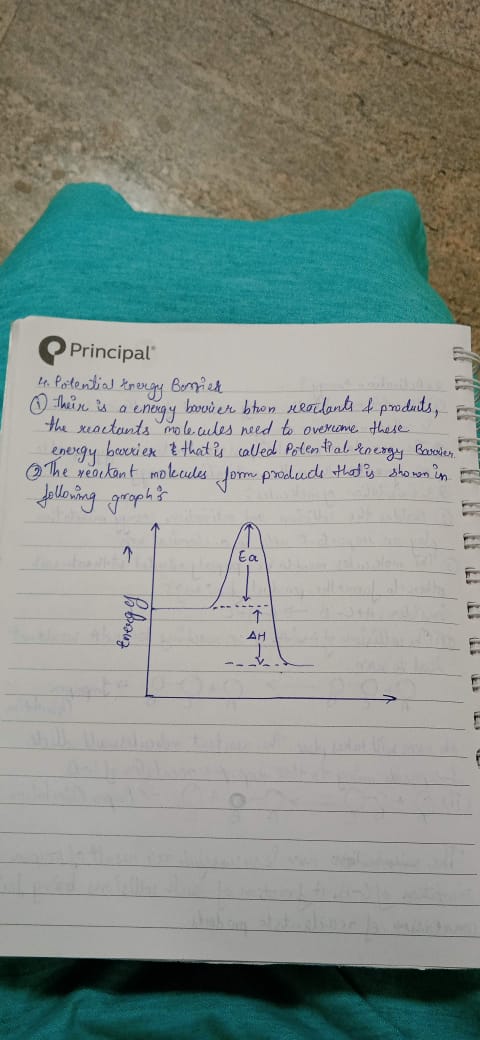 Principal®
4. Potential Energy Barrier
① Their is a energy barrier btwn reactants & products,
the reactants molecules need to overcome these
energy barrier & that is called Potential energy Barrier.
② The reactant molecules form products that is shown in
following graph:
Ea
Energy
ΔH